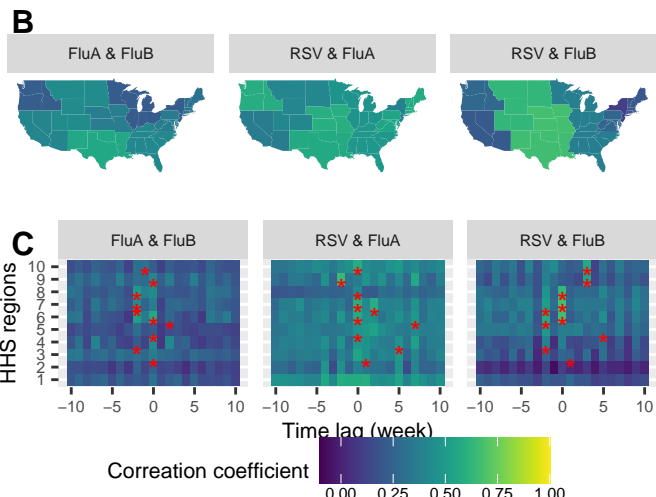 B
FluA & FluB RSV & FluA RSV & FluB
C
FluA & FluB RSV & FluA RSV & FluB
HHS regions
10
9
8
7
6
5
4
3
2
1
−10 −5 0 5 10 −10 −5 0 5 10 −10 −5 0 5 10
Time lag (week)
Correation coefficient
0.00 0.25 0.50 0.75 1.00